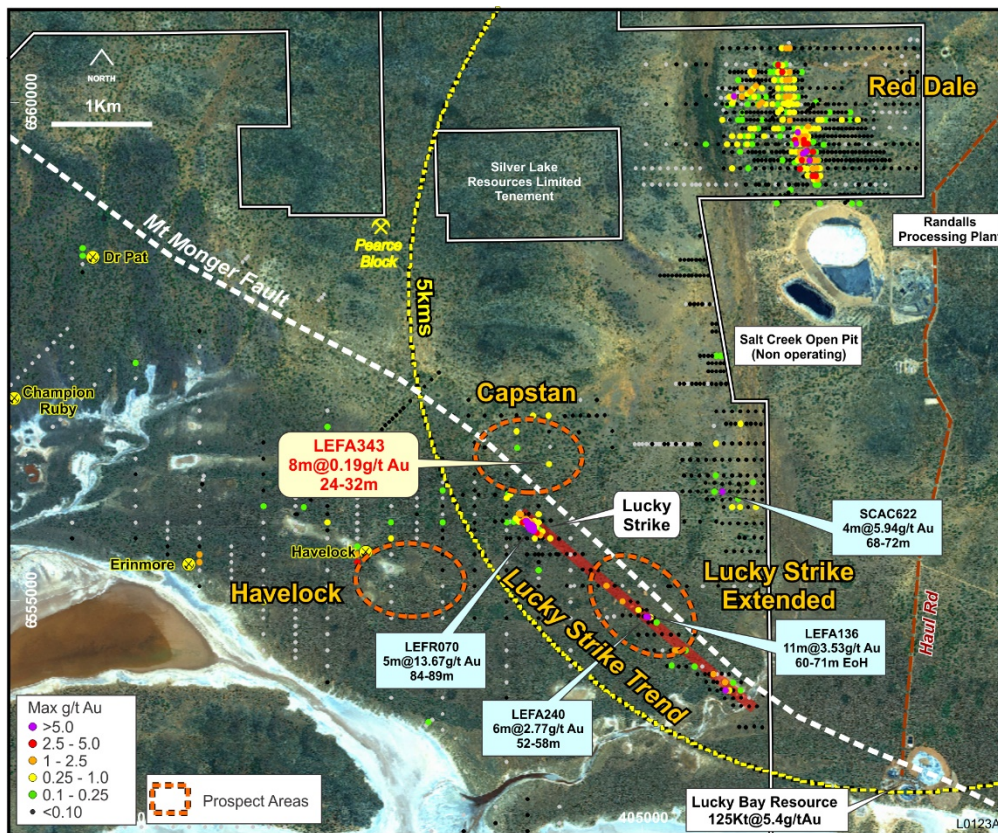 6560000
NORTH
1Km
Red Dale
Silver Lake
Resources Limited
Tenement
Randalls
Processing Plant
Pearce
Block
Dr Pat
Mt Monger Fault
5kms
Salt Creek Open Pit
(Non operating)
Champion
Ruby
Capstan
LEFA343
8m@0.19g/t Au
24-32m
Lucky
Strike
SCAC622
4m@5.94g/t Au
68-72m
Havelock
Erinmore
Havelock
Lucky Strike
Extended
6555000
Lucky Strike Trend
LEFA136
11m@3.53g/t Au
60-71m EoH
Haul Rd
LEFR070
5m@13.67g/t Au
84-89m
LEFA240
6m@2.77g/t Au
52-58m
Max g/t Au
>5.0
2.5 - 5.0
1 - 2.5
0.25 - 1.0
0.1 - 0.25
<0.10
Prospect Areas
405000
Lucky Bay Resource
125Kt@5.4g/tAu
L0123A